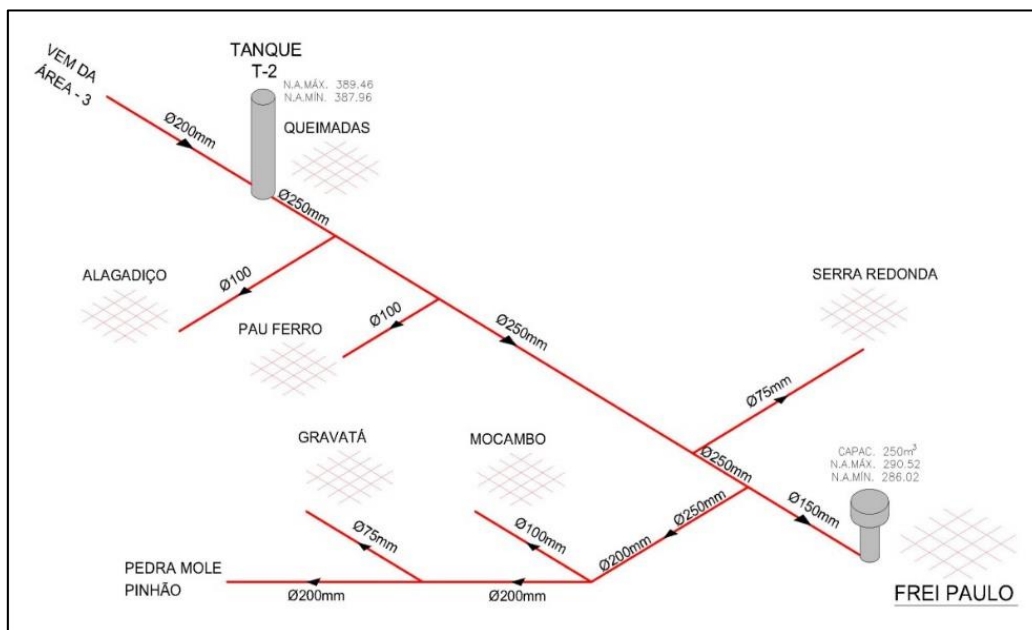 VEM DA
ÁREA - 3
TANQUE
T-2
N.A.MÁX. 389.46
N.A.MÍN. 387.96
QUEIMADAS
Ø200mm
Ø250mm
ALAGADIÇO
Ø100
PAU FERRO
Ø100
Ø250mm
SERRA REDONDA
Ø75mm
GRAVATÁ
MOCAMBO
CAPAC. 250m³
N.A.MÁX. 290.52
N.A.MÍN. 286.02
Ø250mm
Ø150mm
Ø250mm
Ø200mm
Ø100mm
Ø75mm
PEDRA MOLE
PINHÃO
Ø200mm
Ø200mm
FREI PAULO